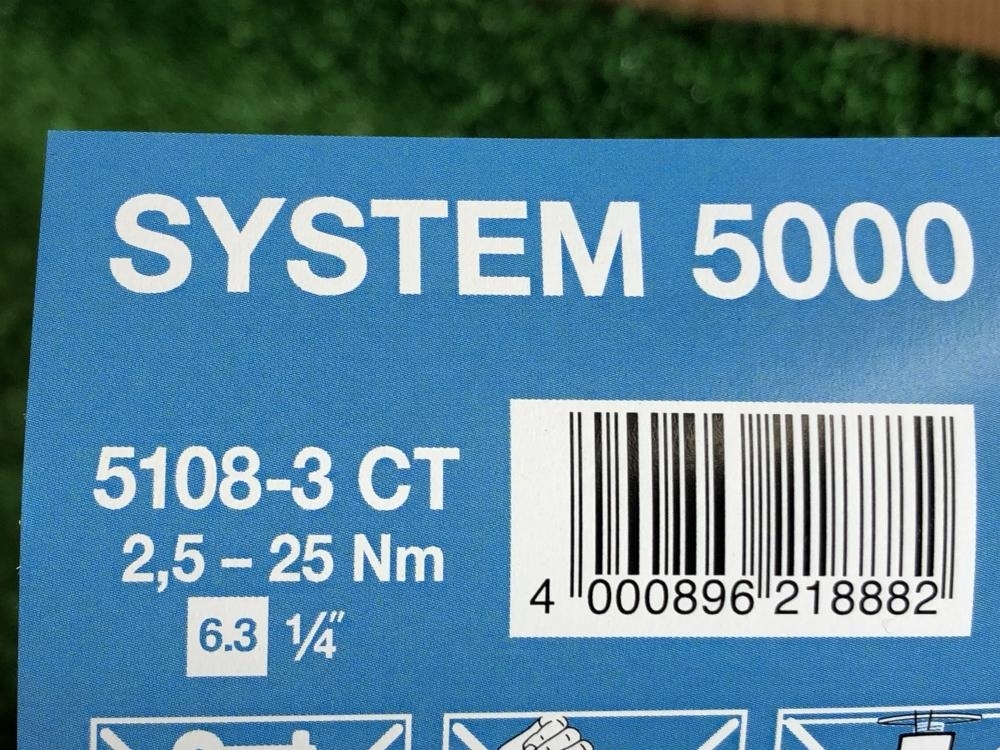 SYSTEM 5000
5108-3 CT
2,5 – 25 Nm
6.3 1/4"
4 000896 218882